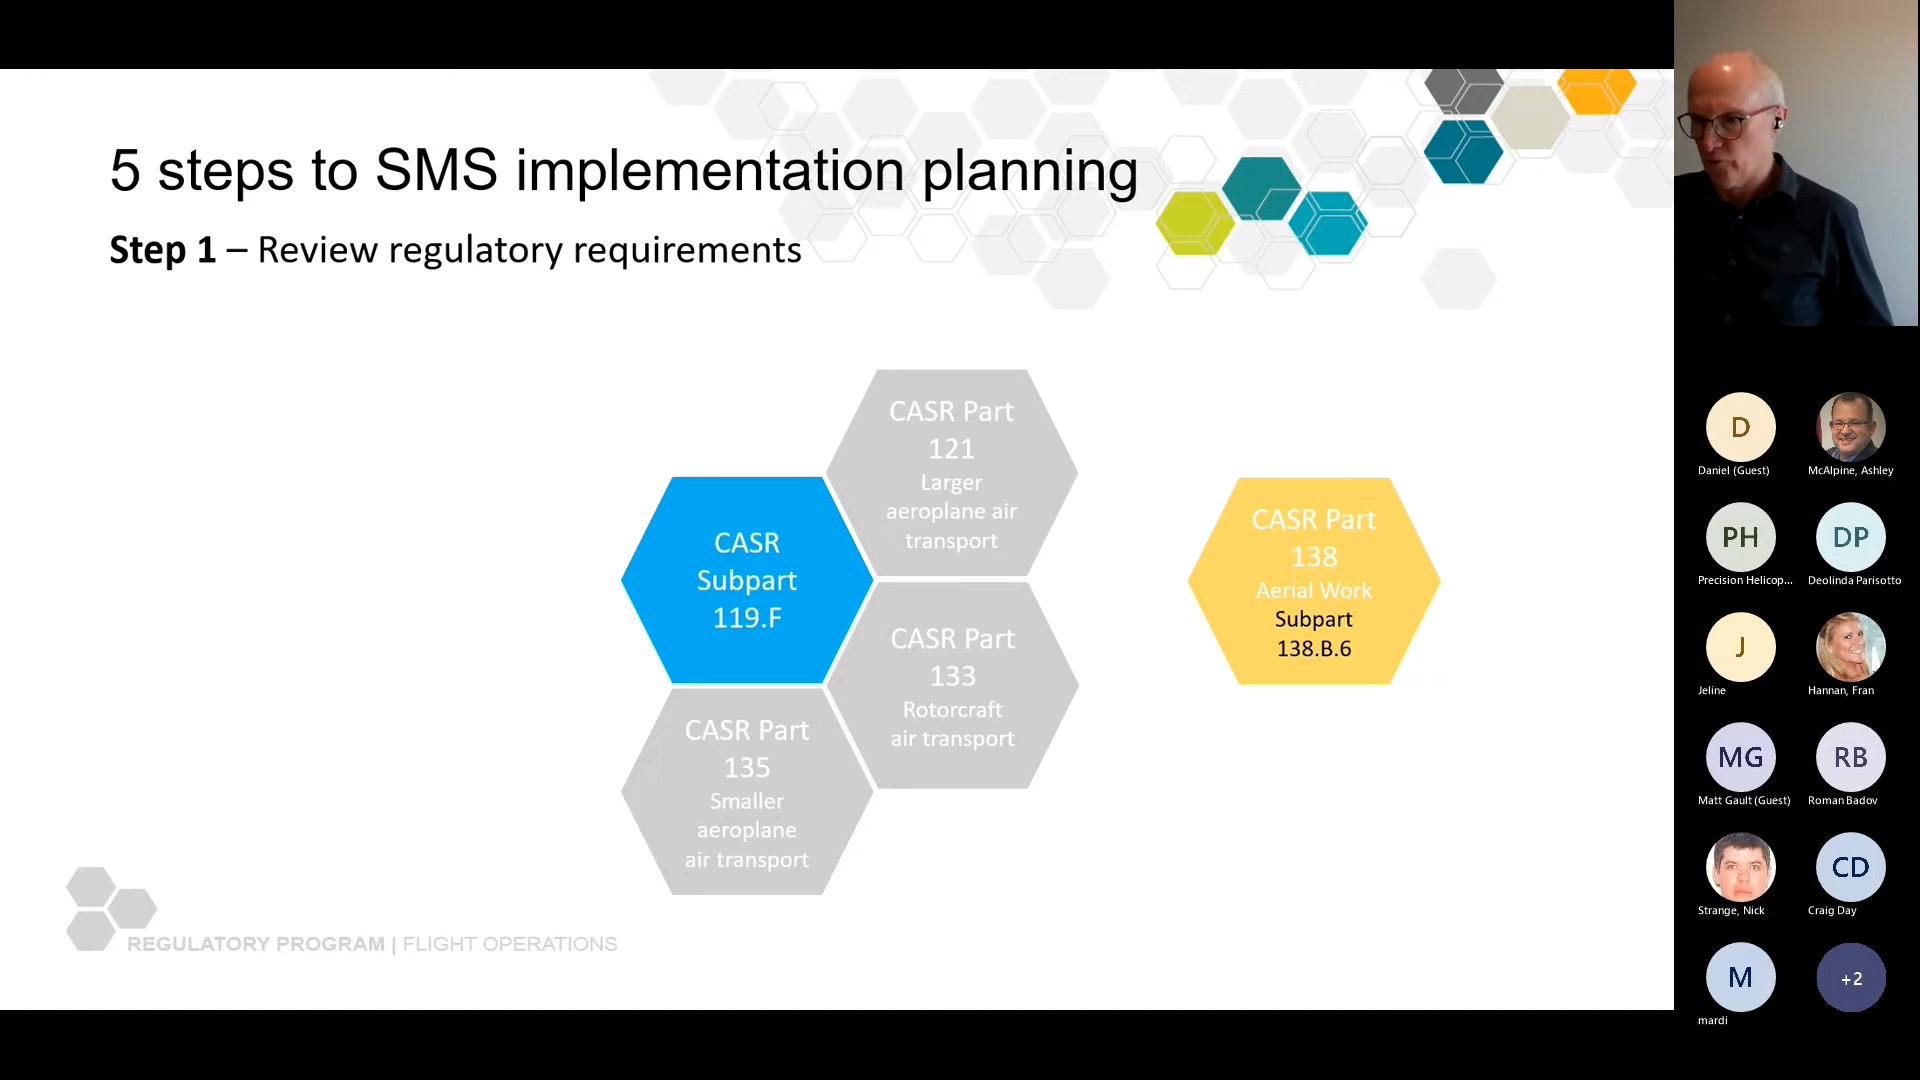 5 steps to SMS implementation planning
Step 1 – Review regulatory requirements
CASR Part
121
Larger
aeroplane air
transport
CASR
Subpart
119.F
CASR Part
133
Rotorcraft
air transport
CASR Part
135
Smaller
aeroplane
air transport
CASR Part
138
Aerial Work
Subpart
138.B.6
REGULATORY PROGRAM | FLIGHT OPERATIONS
D
Daniel (Guest)
McAlpine, Ashley
PH
Precision Helicop...
DP
Deolinda Parisotto
J
Jeline
Hannan, Fran
MG
Matt Gault (Guest)
RB
Roman Badov
Strange, Nick
CD
Craig Day
M
mardi
+2